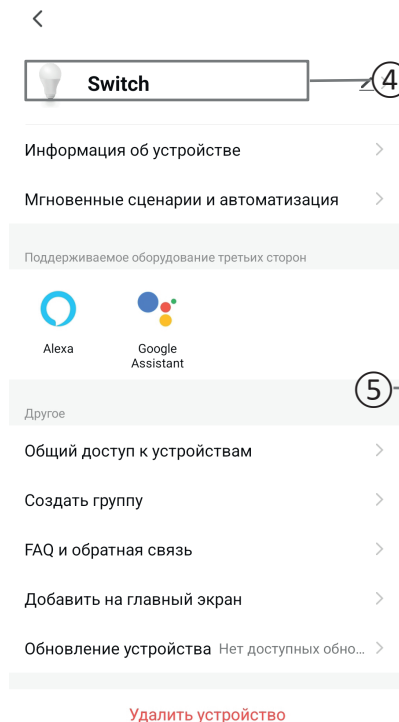 Switch
④
Информация об устройстве
Мгновенные сценарии и автоматизация
Поддерживаемое оборудование третьих сторон
Alexa
Google
Assistant
⑤
Другое
Общий доступ к устройствам
Создать группу
FAQ и обратная связь
Добавить на главный экран
Обновление устройства Нет доступных обно...
Удалить устройство